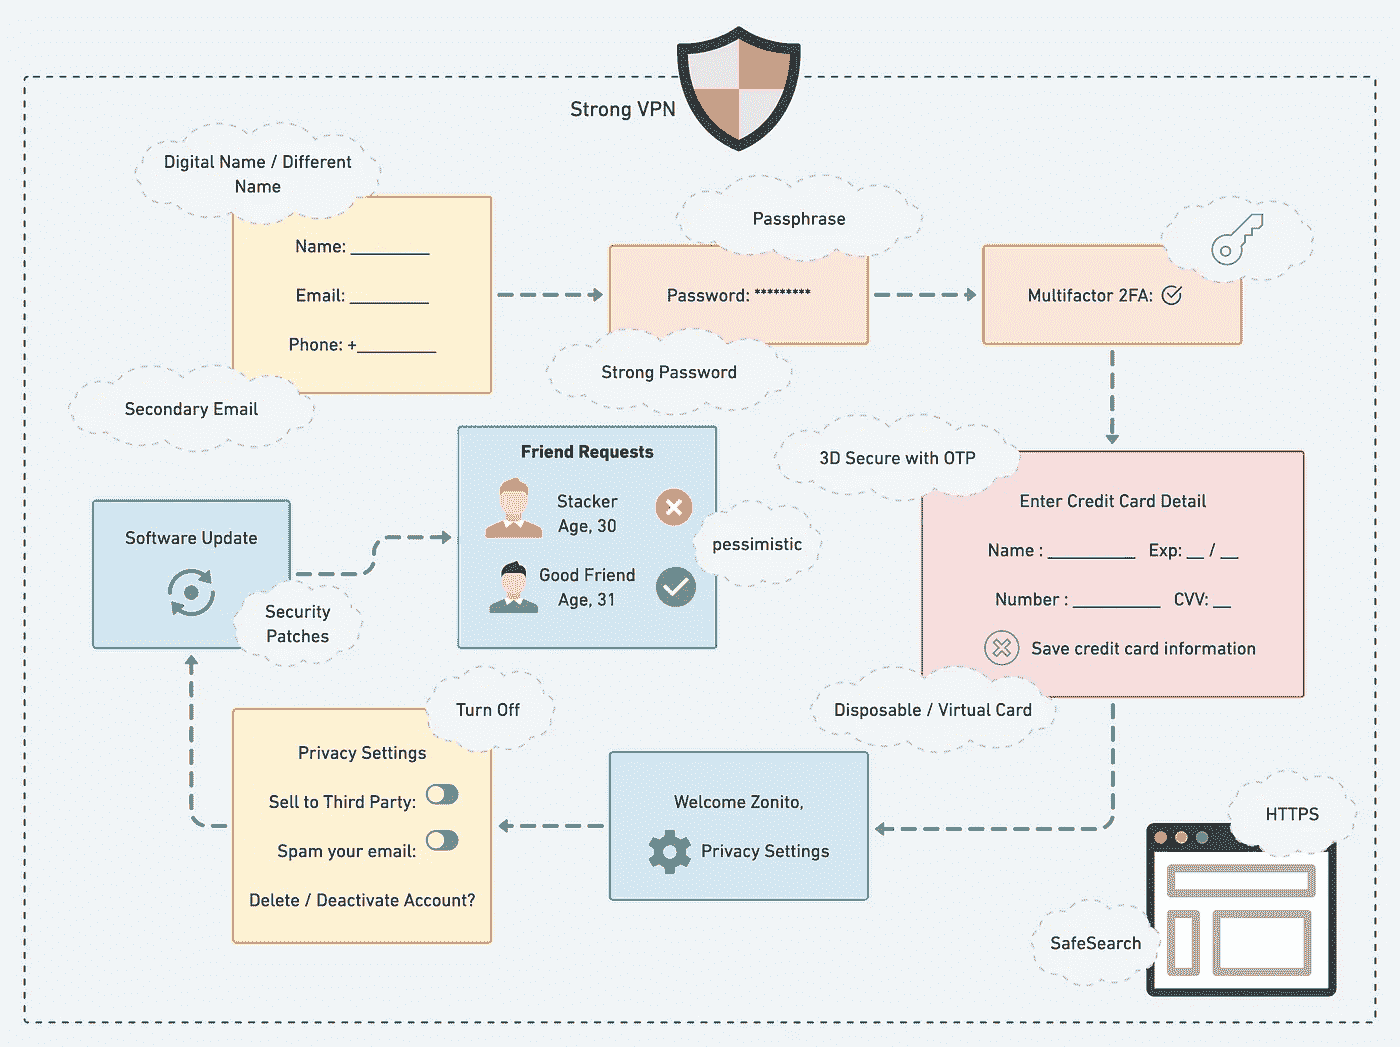 Strong VPN
Digital Name / Different
Name
Name: ________
Email: ________
Phone: +________
Secondary Email
Passphrase
Password: *********
Strong Password
Multifactor 2FA:
3D Secure with OTP
Enter Credit Card Detail
Name : _________ Exp: __ / __
Number : _________ CVV: __
Save credit card information
Disposable / Virtual Card
Friend Requests
Stacker
Age, 30
Good Friend
Age, 31
pessimistic
Software Update
Security
Patches
Turn Off
Privacy Settings
Sell to Third Party:
Spam your email:
Delete / Deactivate Account?
Welcome Zonito,
Privacy Settings
HTTPS
SafeSearch